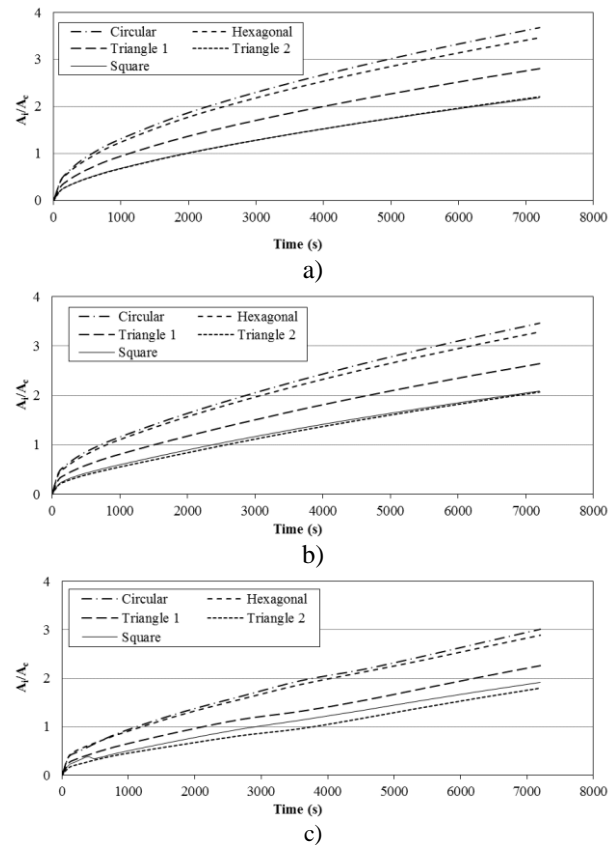 4
Circular Hexagonal
Triangle 1 Triangle 2
Square
3
2
1
0
Ai/Ac
0 1000 2000 3000 4000 5000 6000 7000 8000
Time (s)
a)
4
Circular Hexagonal
Triangle 1 Triangle 2
Square
3
2
1
0
Ai/Ac
0 1000 2000 3000 4000 5000 6000 7000 8000
Time (s)
b)
4
Circular Hexagonal
Triangle 1 Triangle 2
Square
3
2
1
0
Ai/Ac
0 1000 2000 3000 4000 5000 6000 7000 8000
Time (s)
c)